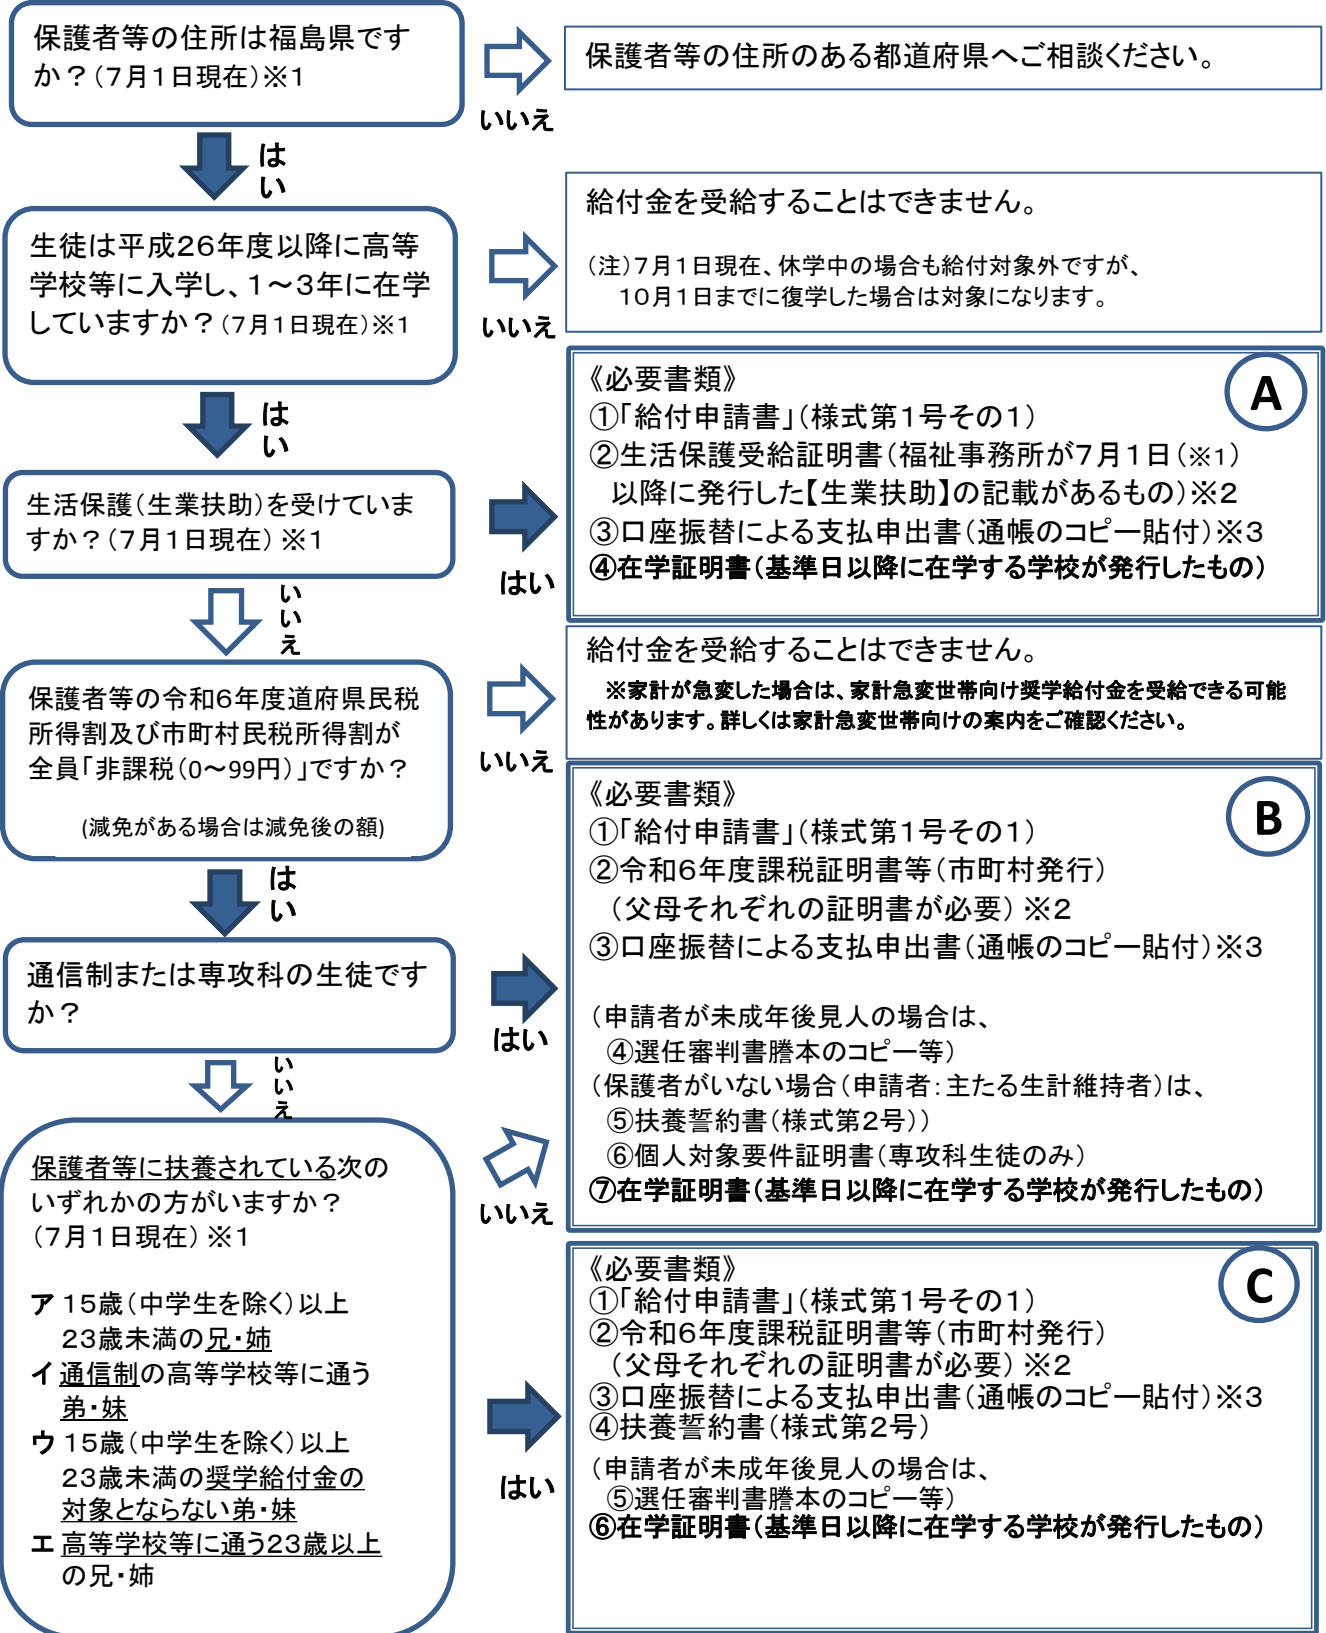 保護者等の住所は福島県です
か？(7月1日現在)※1
いいえ
保護者等の住所のある都道府県へご相談ください。
はい
生徒は平成26年度以降に高等
学校等に入学し、1～3年に在学
していますか？(7月1日現在)※1
いいえ
給付金を受給することはできません。
(注)7月1日現在、休学中の場合も給付対象外ですが、
10月1日までに復学した場合は対象になります。
はい
生活保護(生業扶助)を受けていま
すか？(7月1日現在)※1
はい
A
《必要書類》
①「給付申請書」(様式第1号その1)
②生活保護受給証明書(福祉事務所が7月1日(※1)
以降に発行した【生業扶助】の記載があるもの)※2
③口座振替による支払申出書(通帳のコピー貼付)※3
④在学証明書(基準日以降に在学する学校が発行したもの)
いいえ
保護者等の令和6年度道府県民税
所得割及び市町村民税所得割が
全員「非課税(0～99円)」ですか？
(減免がある場合は減免後の額)
いいえ
給付金を受給することはできません。
※家計が急変した場合は、家計急変世帯向け奨学給付金を受給できる可能
性があります。詳しくは家計急変世帯向けの案内をご確認ください。
はい
通信制または専攻科の生徒です
か？
はい
B
《必要書類》
①「給付申請書」(様式第1号その1)
②令和6年度課税証明書等(市町村発行)
(父母それぞれの証明書が必要)※2
③口座振替による支払申出書(通帳のコピー貼付)※3
(申請者が未成年後見人の場合は、
④選任審判書謄本のコピー等)
(保護者がいない場合(申請者:主たる生計維持者)は、
⑤扶養誓約書(様式第2号))
⑥個人対象要件証明書(専攻科生徒のみ)
⑦在学証明書(基準日以降に在学する学校が発行したもの)
いいえ
保護者等に扶養されている次の
いずれかの方がいますか？
(7月1日現在)※1
ア 15歳(中学生を除く)以上
23歳未満の兄・姉
イ 通信制の高等学校等に通う
弟・妹
ウ 15歳(中学生を除く)以上
23歳未満の奨学給付金の
対象とならない弟・妹
エ 高等学校等に通う23歳以上
の兄・姉
いいえ
はい
C
《必要書類》
①「給付申請書」(様式第1号その1)
②令和6年度課税証明書等(市町村発行)
(父母それぞれの証明書が必要)※2
③口座振替による支払申出書(通帳のコピー貼付)※3
④扶養誓約書(様式第2号)
(申請者が未成年後見人の場合は、
⑤選任審判書謄本のコピー等)
⑥在学証明書(基準日以降に在学する学校が発行したもの)